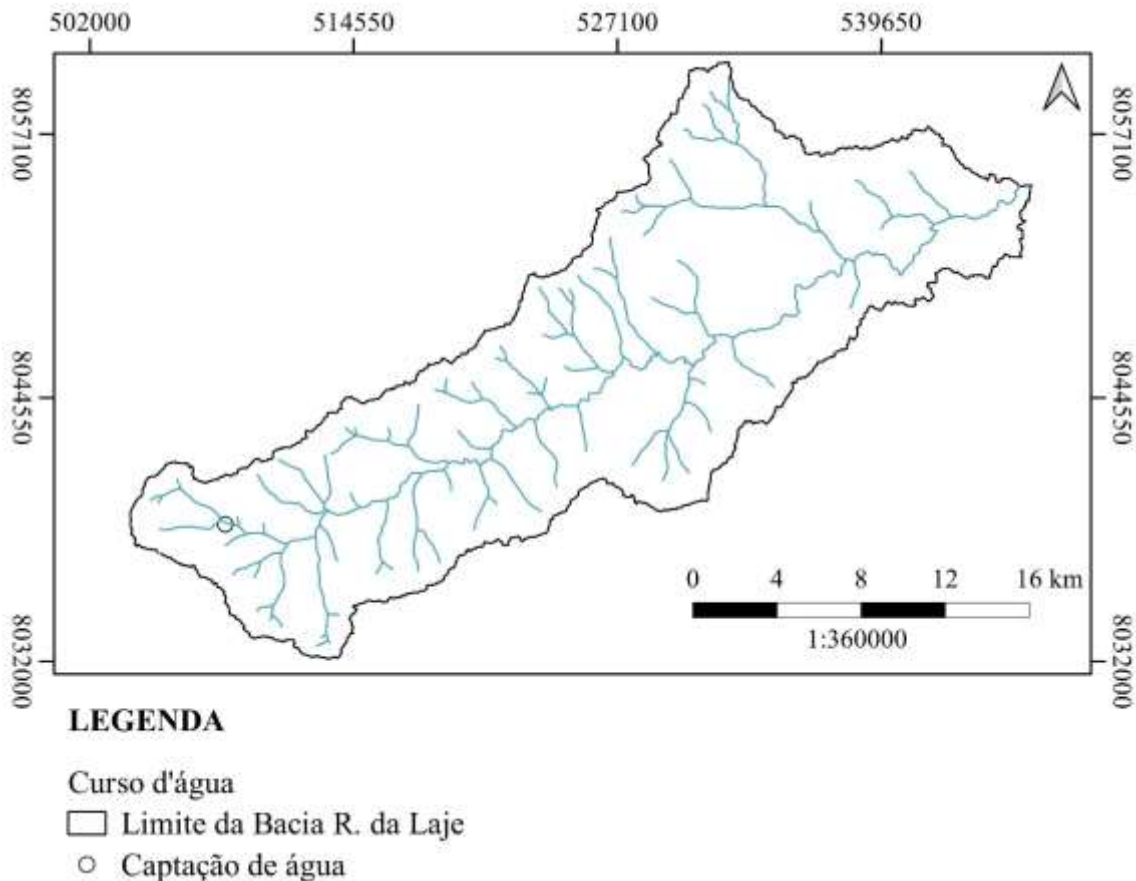 502000 514550 527100 539650
8057100 8057100
8044550 8044550
0 4 8 12 16 km
1:360000
8032000 8032000
LEGENDA
Curso d'água
Limite da Bacia R. da Laje
Captação de água